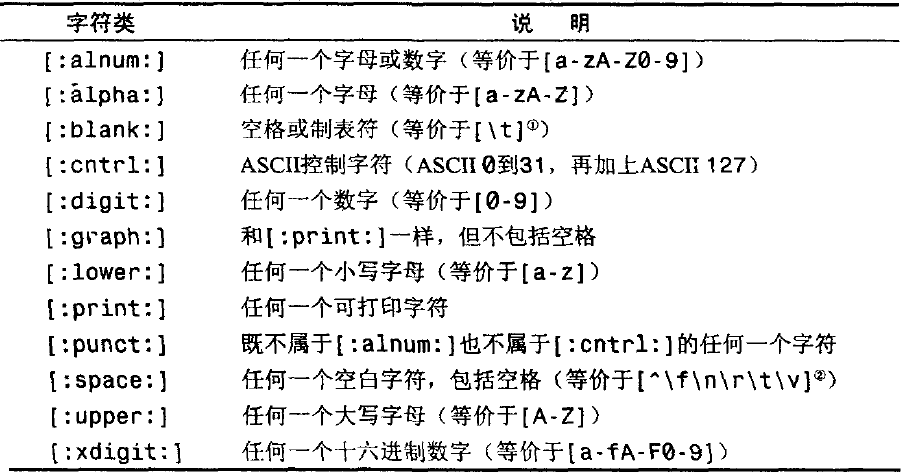 字符类 说 明
[:alnum:] 任何一个字母或数字（等价于[a-zA-Z0-9]）
[:alpha:] 任何一个字母（等价于[a-zA-Z]）
[:blank:] 空格或制表符（等价于[\t]①）
[:cntrl:] ASCII控制字符（ASCII 0到31，再加上ASCII 127）
[:digit:] 任何一个数字（等价于[0-9]）
[:graph:] 和[:print:]一样，但不包括空格
[:lower:] 任何一个小写字母（等价于[a-z]）
[:print:] 任何一个可打印字符
[:punct:] 既不属于[:alnum:]也不属于[:cntrl:]的任何一个字符
[:space:] 任何一个空白字符，包括空格（等价于[^\f\n\r\t\v]②）
[:upper:] 任何一个大写字母（等价于[A-Z]）
[:xdigit:] 任何一个十六进制数字（等价于[a-fA-F0-9]）